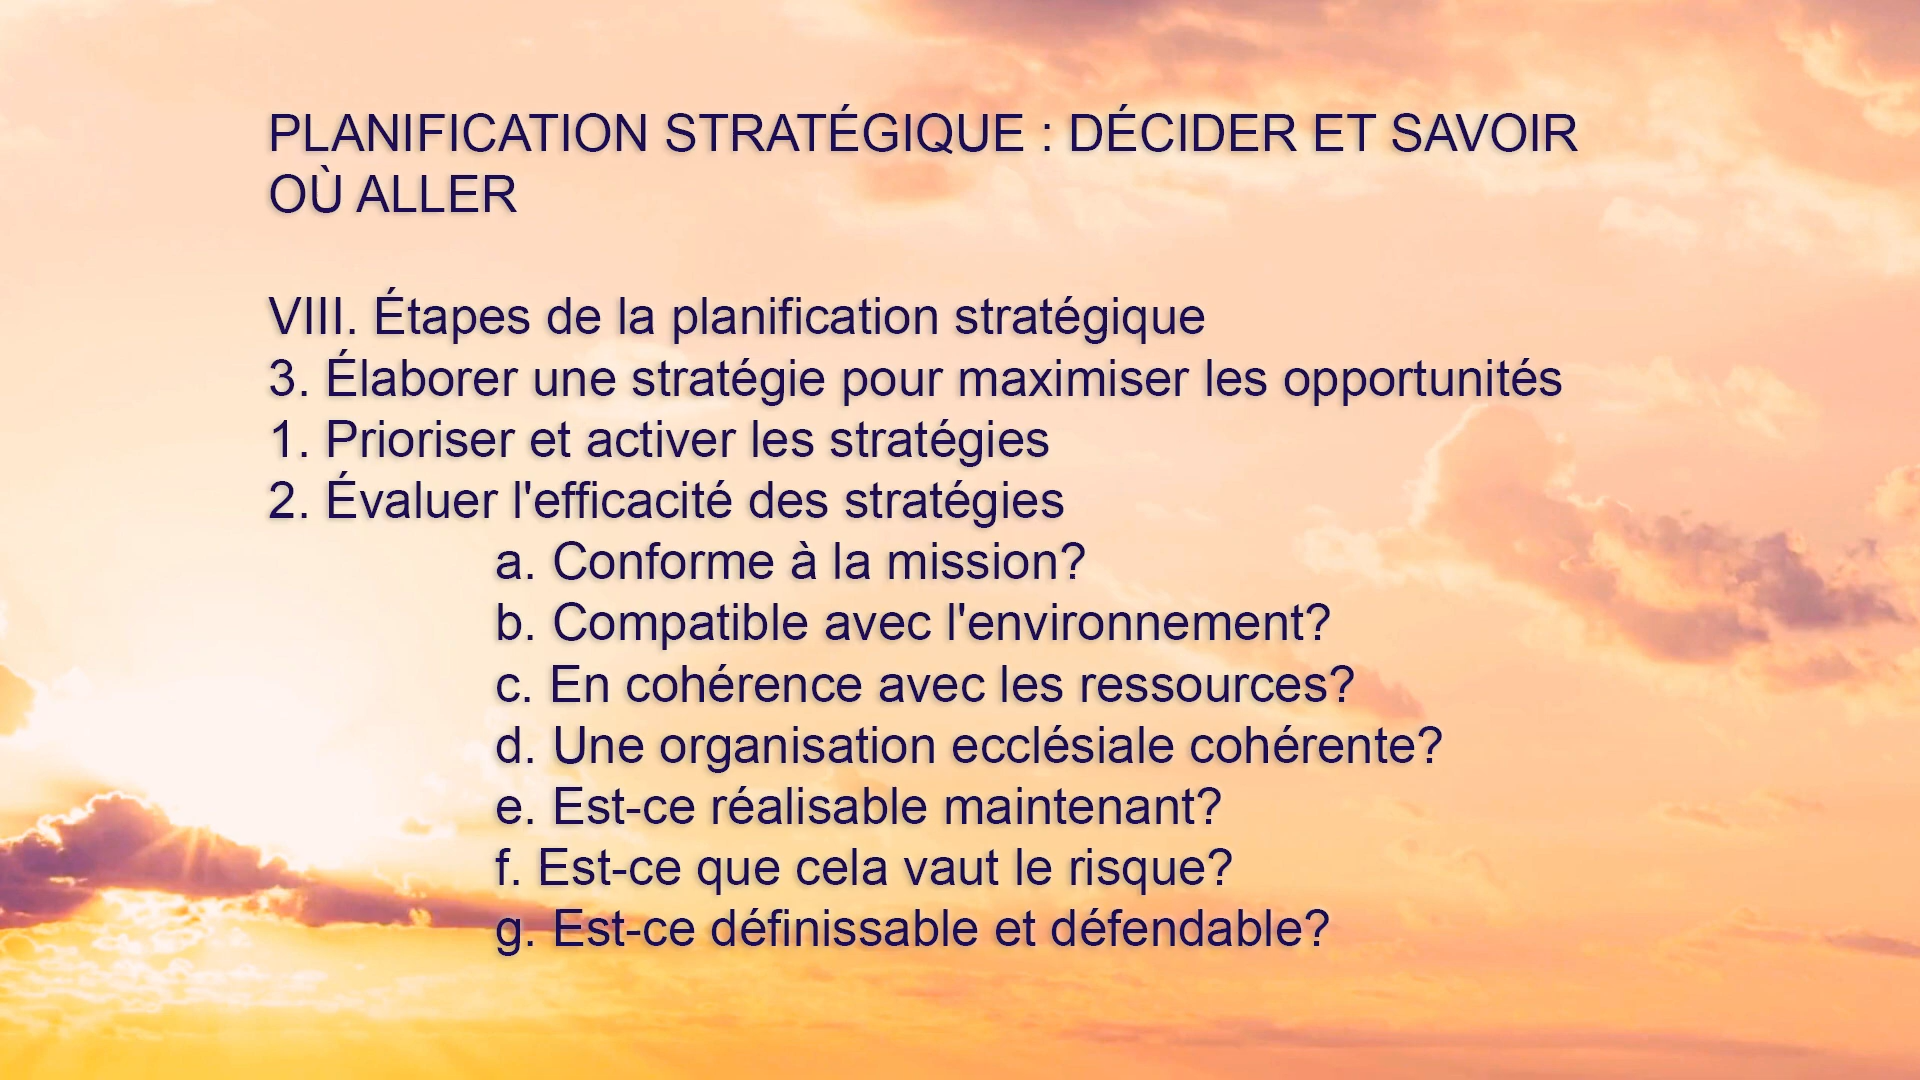 PLANIFICATION STRATÉGIQUE : DÉCIDER ET SAVOIR
OÙ ALLER
VIII. Étapes de la planification stratégique
3. Élaborer une stratégie pour maximiser les opportunités
1. Prioriser et activer les stratégies
2. Évaluer l'efficacité des stratégies
a. Conforme à la mission?
b. Compatible avec l'environnement?
c. En cohérence avec les ressources?
d. Une organisation ecclésiale cohérente?
e. Est-ce réalisable maintenant?
f. Est-ce que cela vaut le risque?
g. Est-ce définissable et défendable?